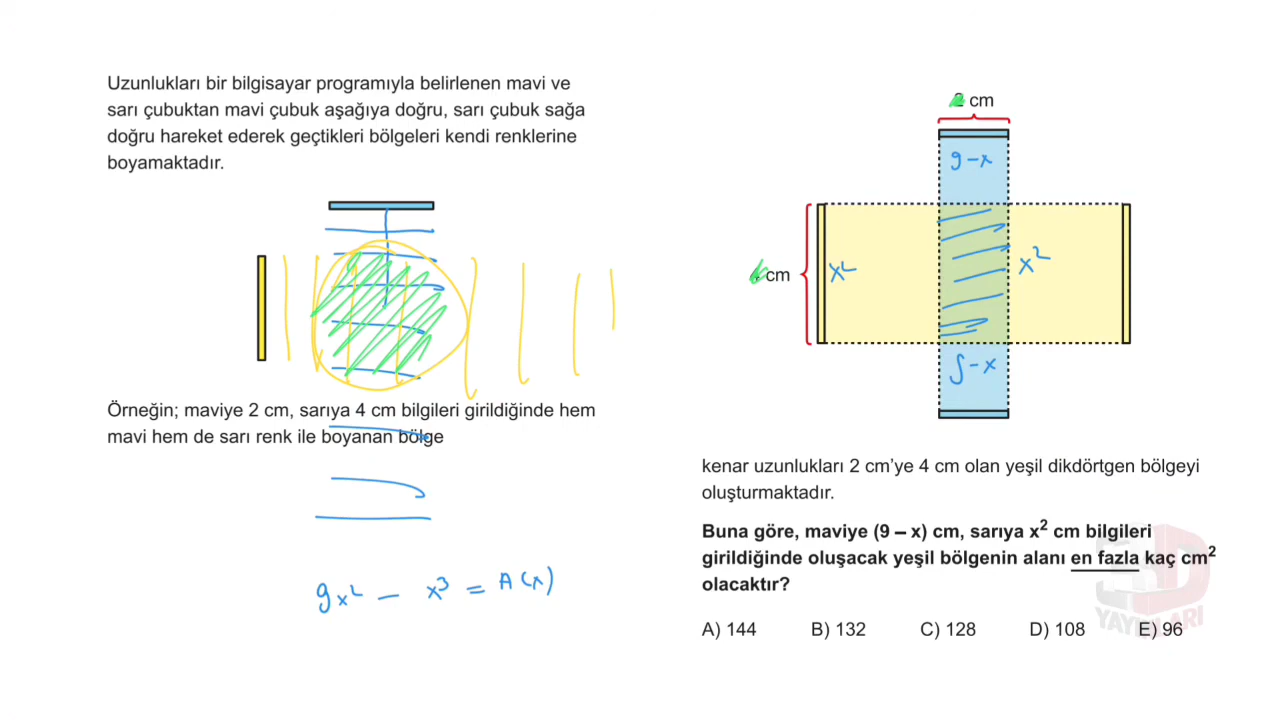 Uzunlukları bir bilgisayar programıyla belirlenen mavi ve
sarı çubuktan mavi çubuk aşağıya doğru, sarı çubuk sağa
doğru hareket ederek geçtikleri bölgeleri kendi renklerine
boyamaktadır.
Örneğin; maviye 2 cm, sarıya 4 cm bilgileri girildiğinde hem
mavi hem de sarı renk ile boyanan bölge
9x² − x³ = A(x)
cm
9-x
cm
x²
x²
9-x
kenar uzunlukları 2 cm'ye 4 cm olan yeşil dikdörtgen bölgeyi
oluşturmaktadır.
Buna göre, maviye (9 – x) cm, sarıya x² cm bilgileri
girildiğinde oluşacak yeşil bölgenin alanı en fazla kaç cm²
olacaktır?
A) 144 B) 132 C) 128 D) 108 E) 96
3D
YAYINLARI